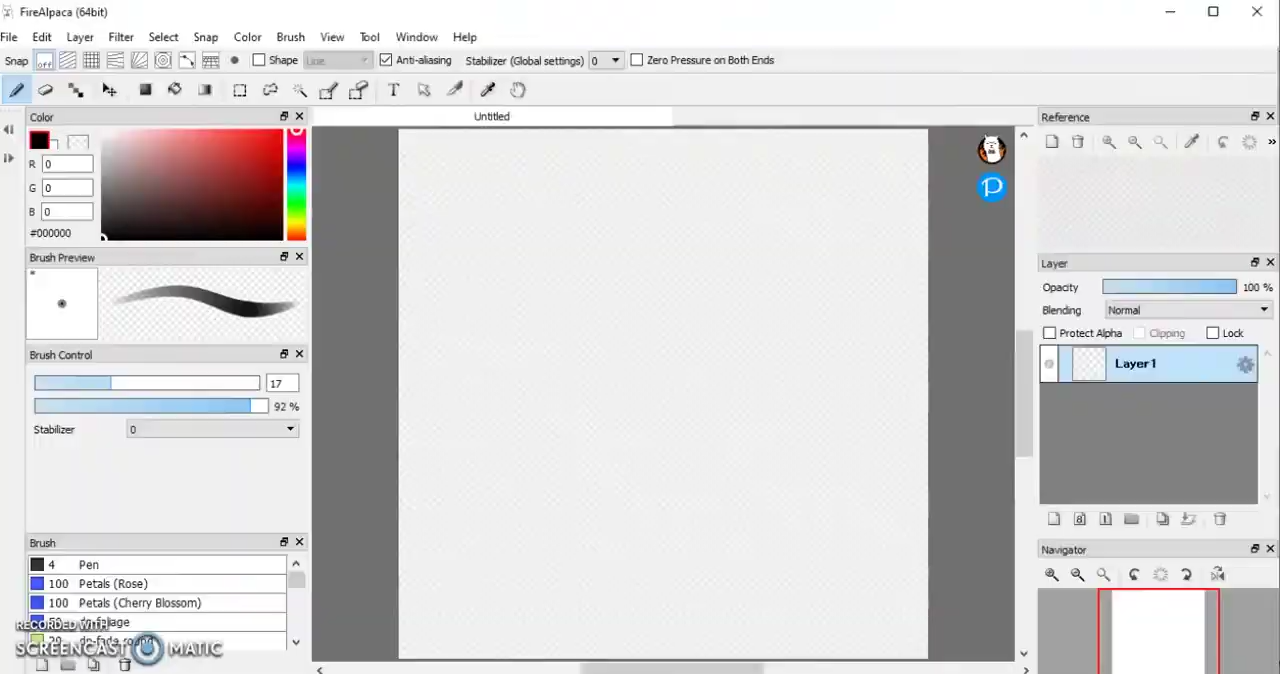 FireAlpaca (64bit)
File Edit Layer Filter Select Snap Color Brush View Tool Window Help
Snap off Shape Line Anti-aliasing Stabilizer (Global settings) 0 Zero Pressure on Both Ends
T
Color Untitled Reference
R 0
G 0
B 0
#000000
Brush Preview Layer
Opacity 100 %
Blending Normal
Protect Alpha Clipping Lock
Brush Control
Layer1
17
92 %
Stabilizer 0
Brush Navigator
4 Pen
100 Petals (Rose)
100 Petals (Cherry Blossom)
RECORDED WITH
SCREENCAST MATIC